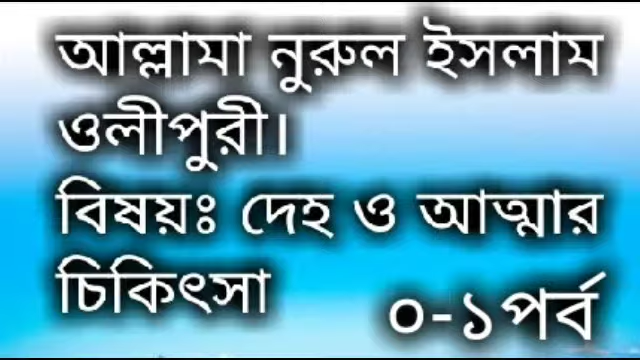 আল্লামা নুরুল ইসলাম
ওলীপুরী।
বিষয়ঃ দেহ ও আত্মার
চিকিৎসা
০-১পর্ব